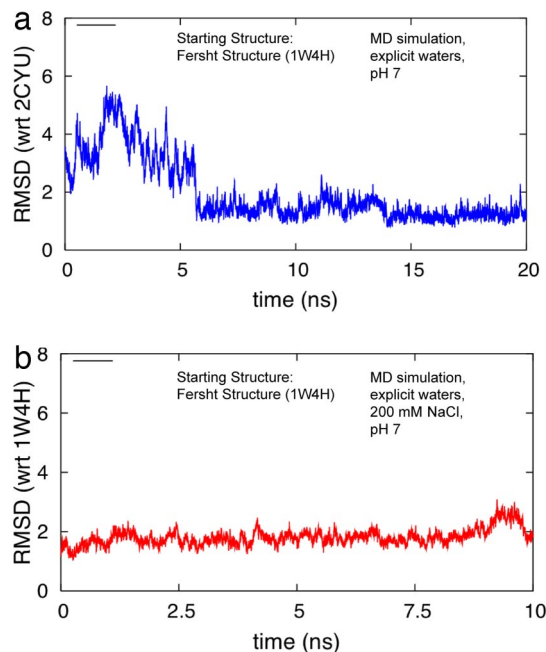 a
8
6
4
2
0
RMSD (wrt 2CYU)
Starting Structure:
Fersht Structure (1W4H)
MD simulation,
explicit waters,
pH 7
0 5 10 15 20
time (ns)
b
8
6
4
2
0
RMSD (wrt 1W4H)
Starting Structure:
Fersht Structure (1W4H)
MD simulation,
explicit waters,
200 mM NaCl,
pH 7
0 2.5 5 7.5 10
time (ns)